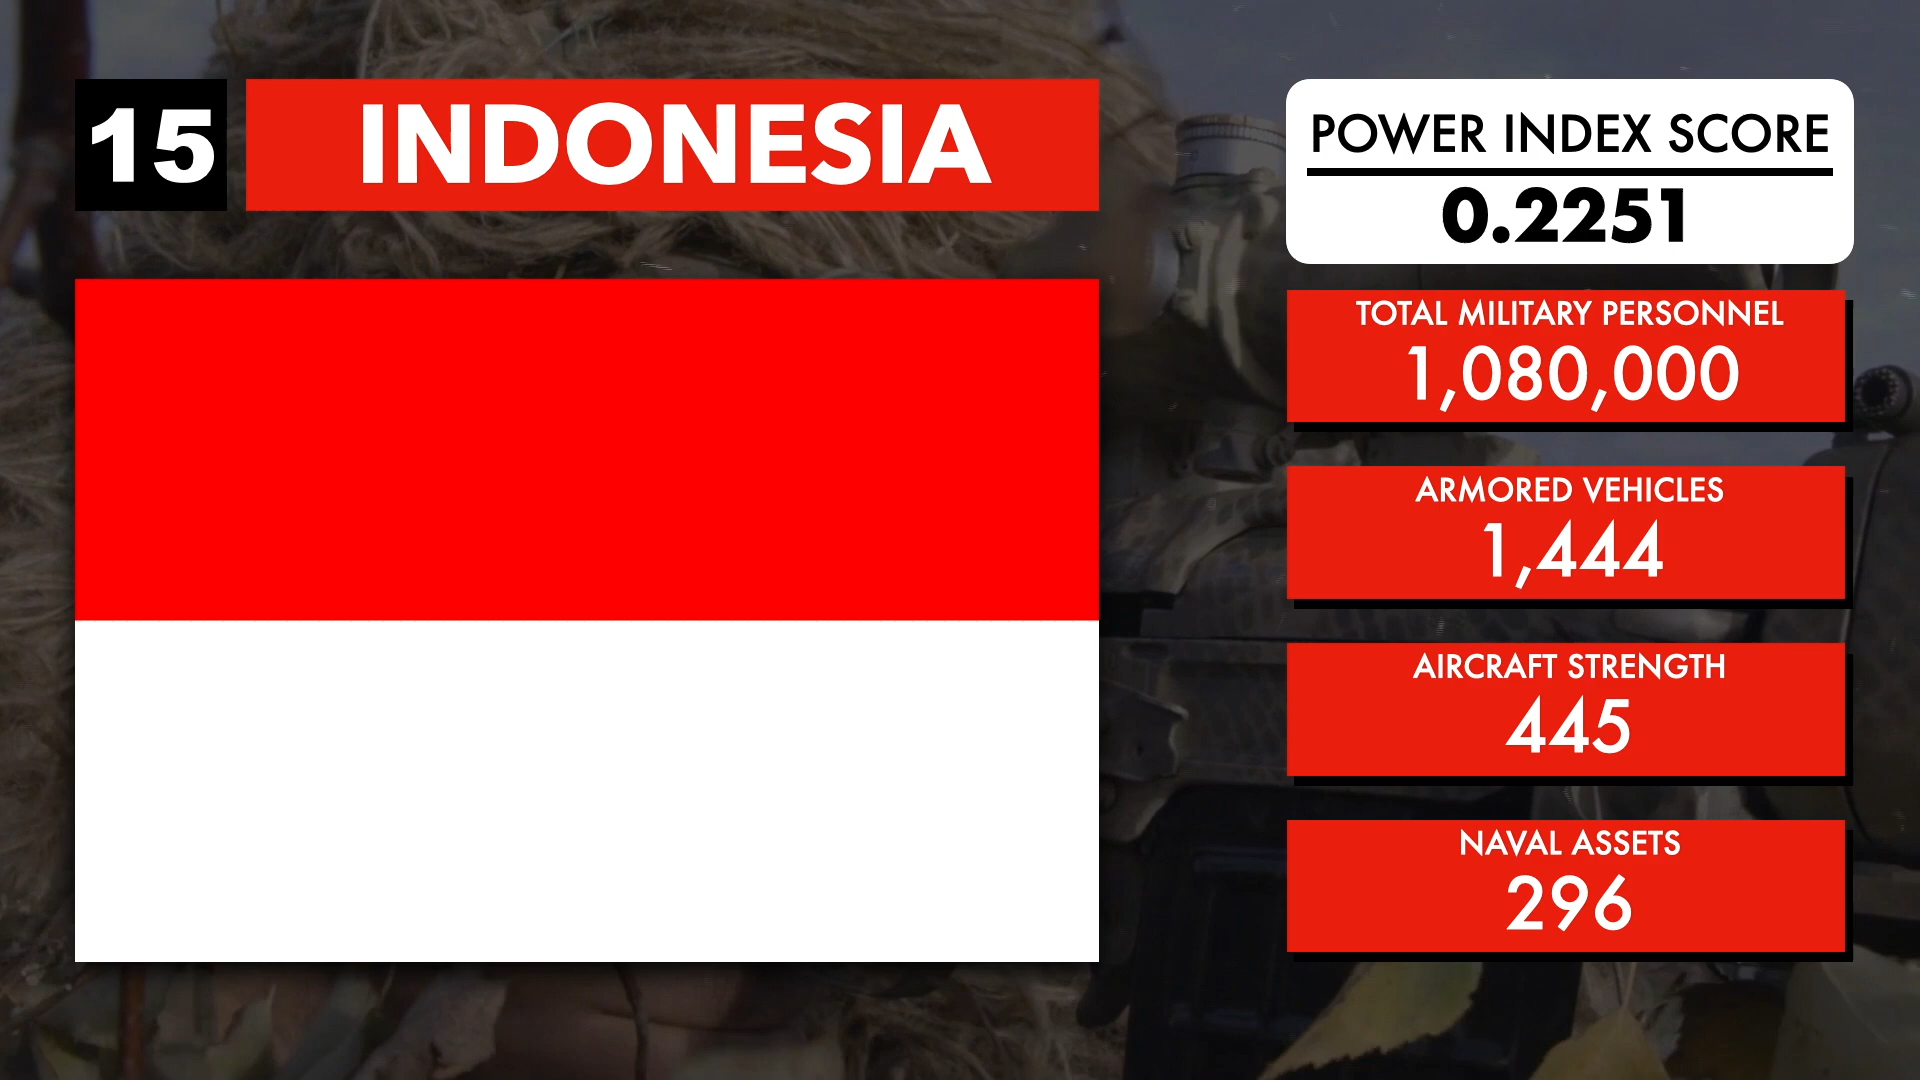 15
INDONESIA
POWER INDEX SCORE
0.2251
TOTAL MILITARY PERSONNEL
1,080,000
ARMORED VEHICLES
1,444
AIRCRAFT STRENGTH
445
NAVAL ASSETS
296